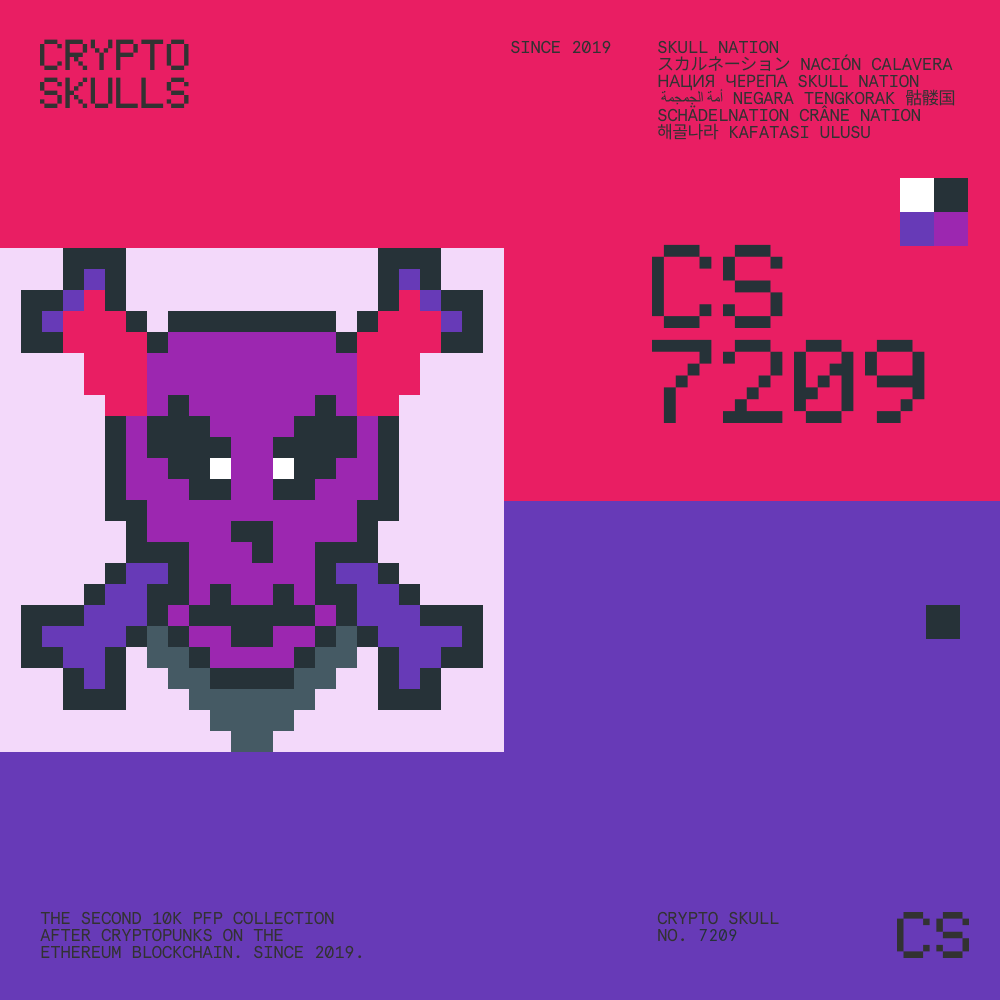 CRYPTO
SKULLS
SINCE 2019
SKULL NATION
スカルネーション NACIÓN CALAVERA
НАЦИЯ ЧЕРЕПА SKULL NATION
أمة الجمجمة NEGARA TENGKORAK 骷髅国
SCHÄDELNATION CRÂNE NATION
해골나라 KAFATASI ULUSU
CS
7209
THE SECOND 10K PFP COLLECTION
AFTER CRYPTOPUNKS ON THE
ETHEREUM BLOCKCHAIN. SINCE 2019.
CRYPTO SKULL
NO. 7209
CS